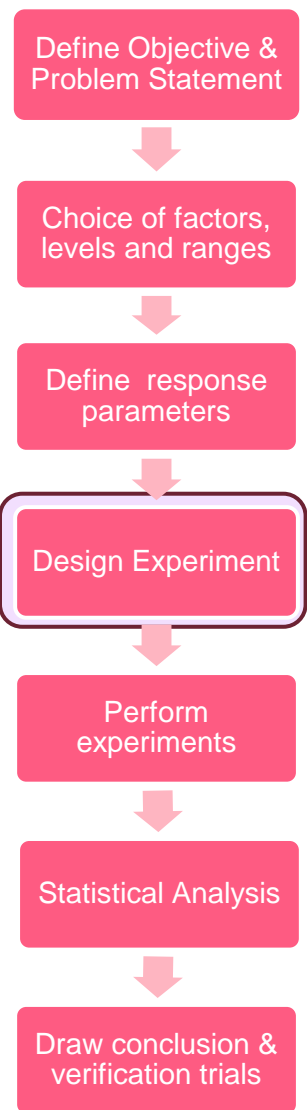 Define Objective &
Problem Statement
Choice of factors,
levels and ranges
Define response
parameters
Design Experiment
Perform
experiments
Statistical Analysis
Draw conclusion &
verification trials